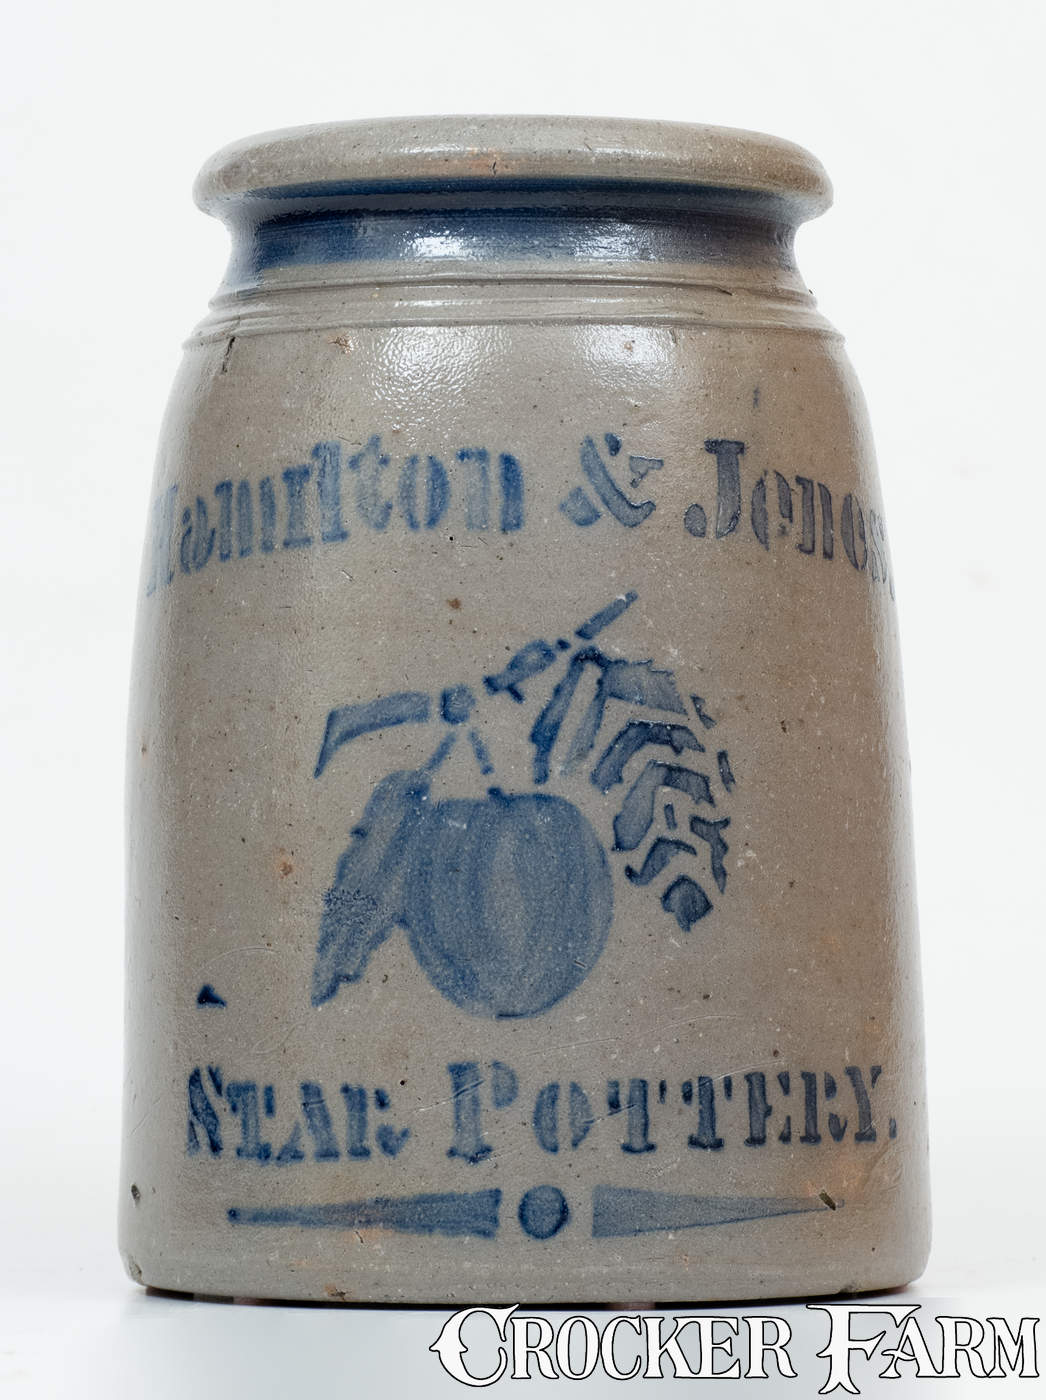 Hamilton & Jones,
STAR POTTERY.
CROCKER FARM